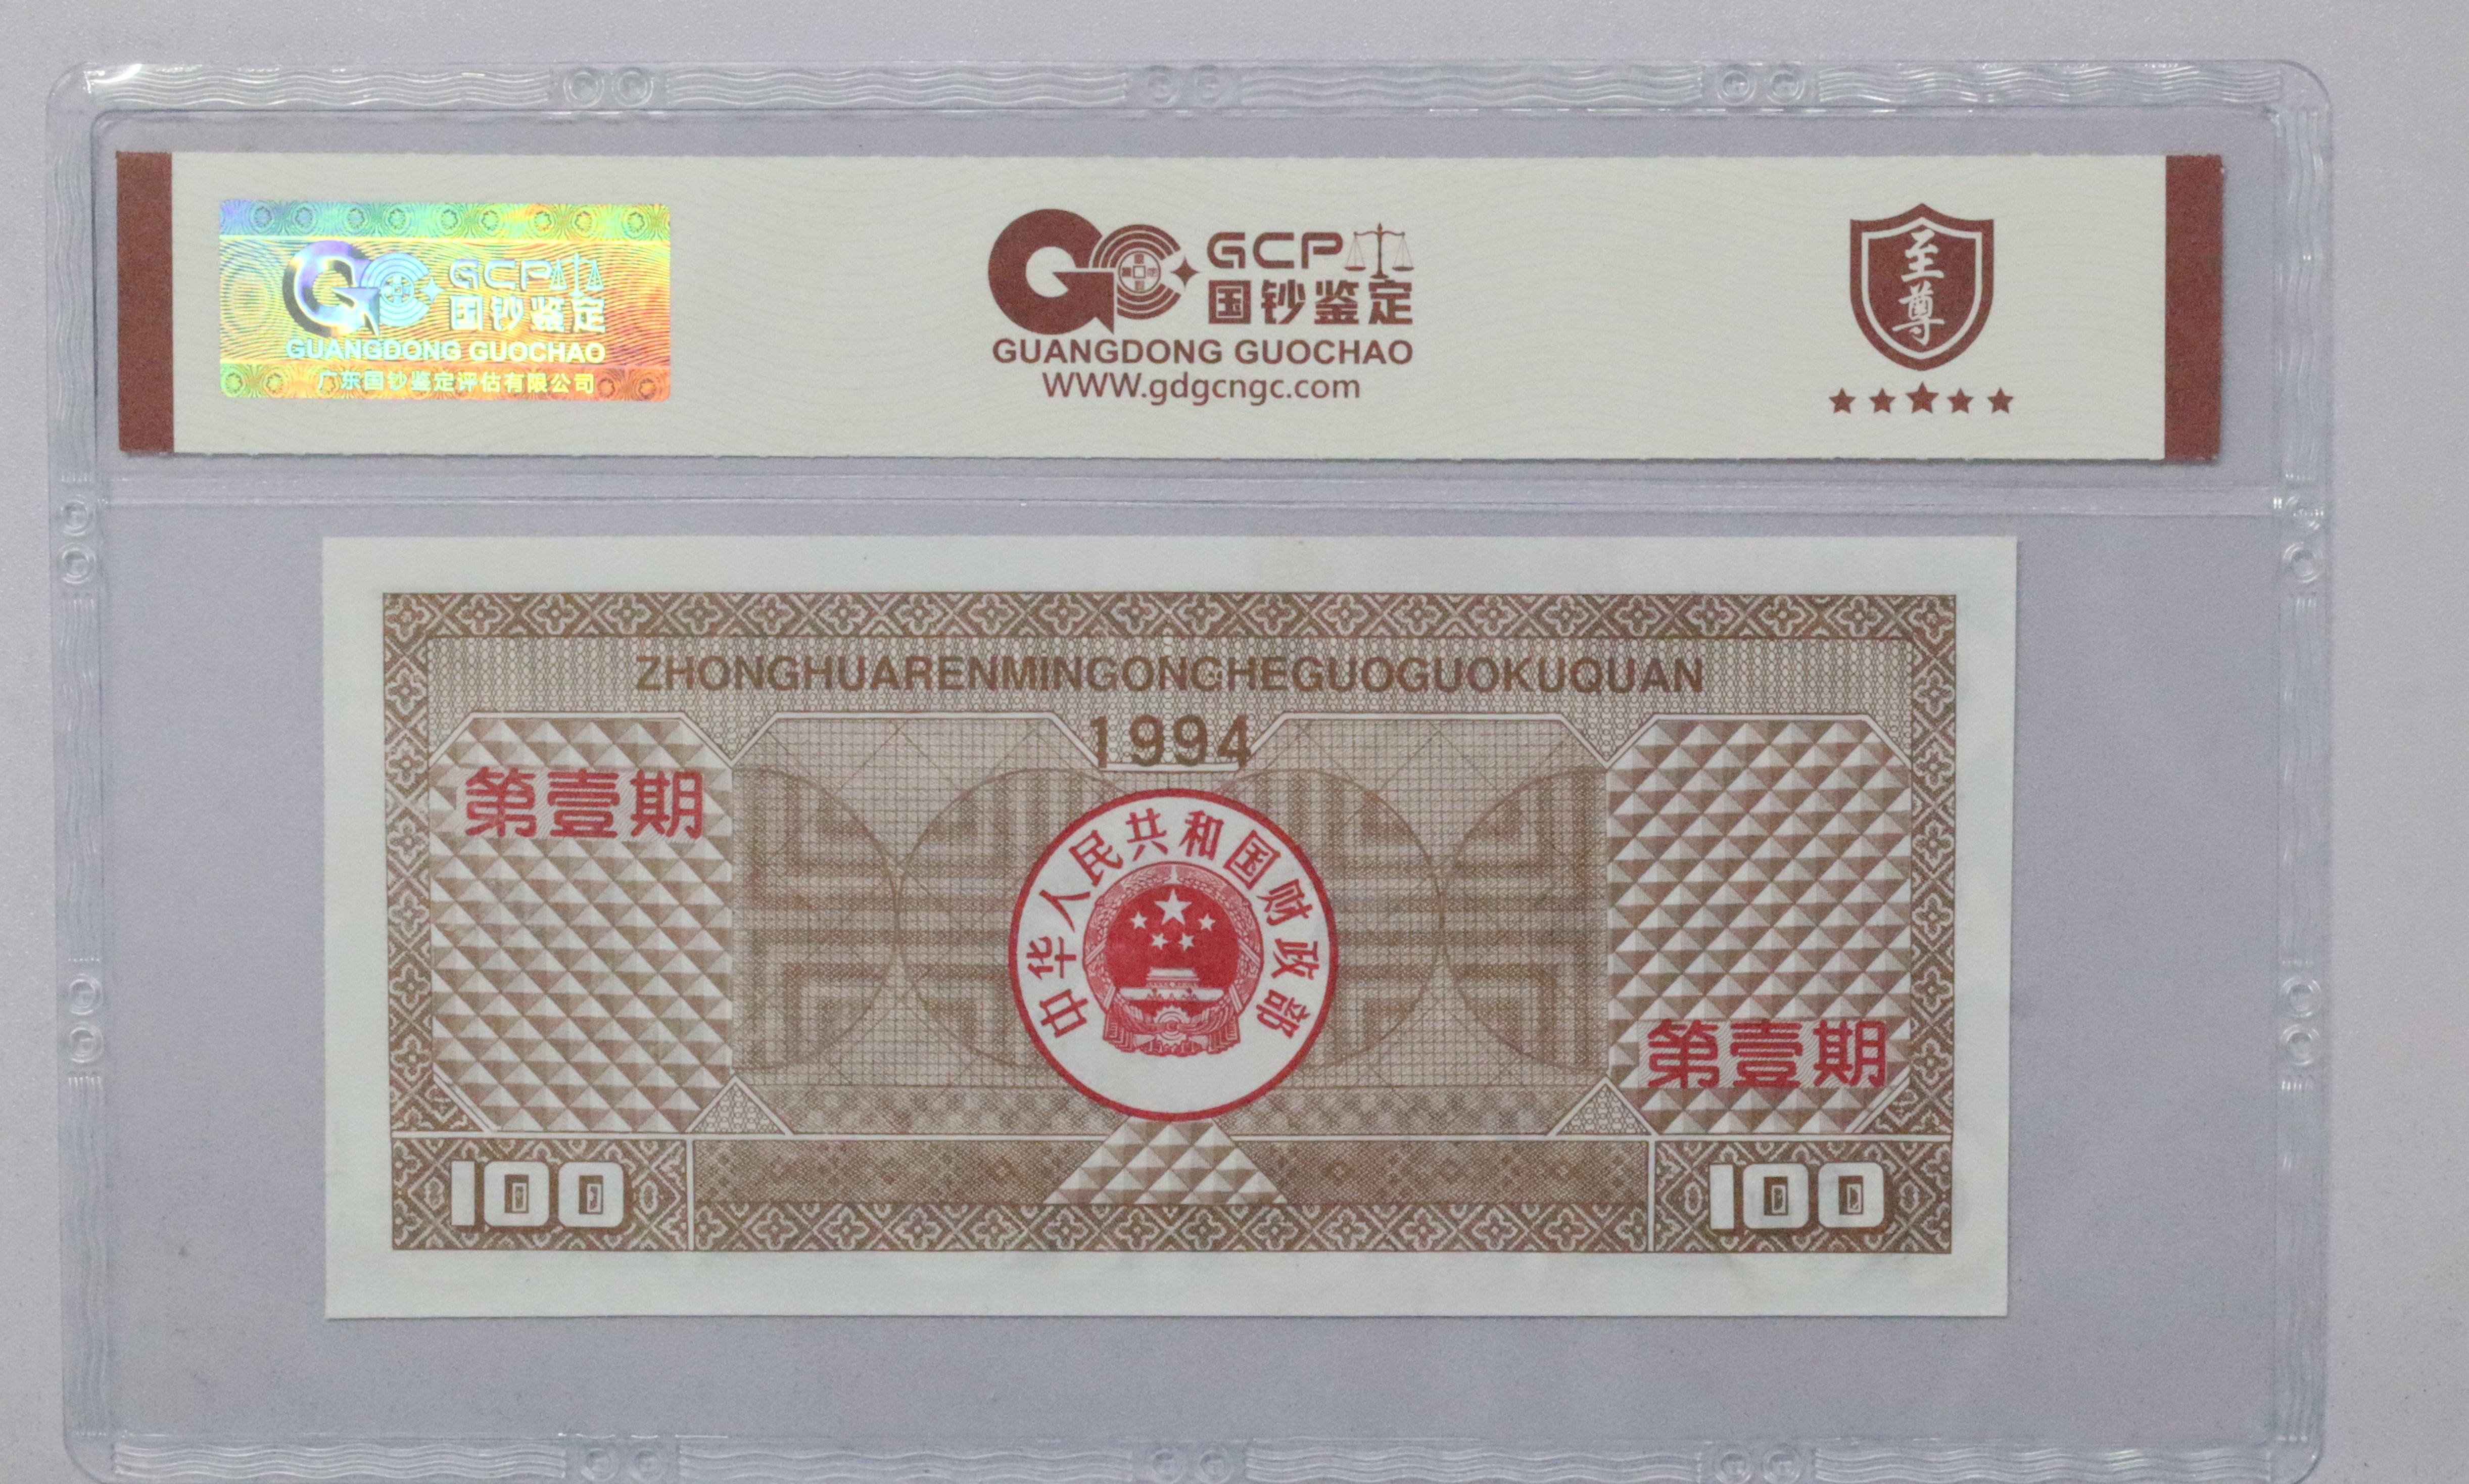 GCP
国钞鉴定
GUANGDONG GUOCHAO
广东国钞鉴定评估有限公司
GCP
国钞鉴定
GUANGDONG GUOCHAO
WWW.gdgcngc.com
至尊
ZHONGHUARENMINGONGHEGUOGUOKUQUAN
1994
第壹期
中华人民共和国财政部
第壹期
100
100